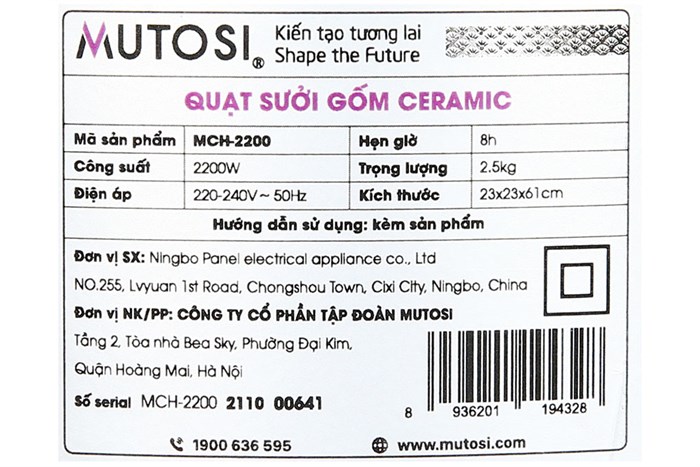 MUTOSI® Kiến tạo tương lai
Shape the Future
QUẠT SƯỞI GỐM CERAMIC
Mã sản phẩm MCH-2200 Hẹn giờ 8h
Công suất 2200W Trọng lượng 2.5kg
Điện áp 220-240V~50Hz Kích thước 23x23x61cm
Hướng dẫn sử dụng: kèm sản phẩm
Đơn vị SX: Ningbo Panel electrical appliance co., Ltd
NO.255, Lvyuan 1st Road, Chongshou Town, Cixi City, Ningbo, China
Đơn vị NK/PP: CÔNG TY CỔ PHẦN TẬP ĐOÀN MUTOSI
Tầng 2, Tòa nhà Bea Sky, Phường Đại Kim,
Quận Hoàng Mai, Hà Nội
Số serial MCH-2200 2110 00641
8 936201 194328
1900 636 595 www.mutosi.com